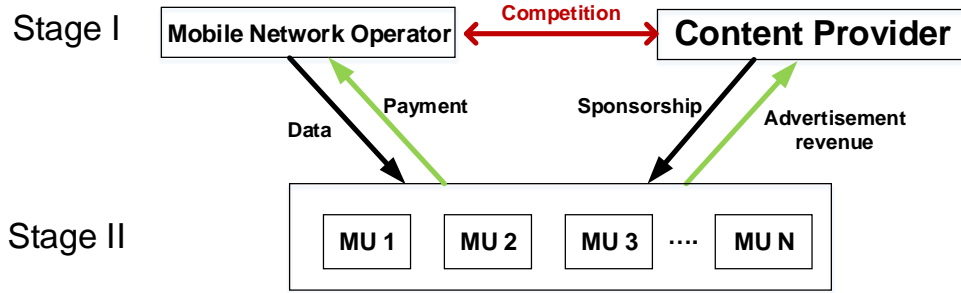 Stage I
Mobile Network Operator
Competition
Content Provider
Data
Payment
Sponsorship
Advertisement
revenue
Stage II
MU 1
MU 2
MU 3
....
MU N